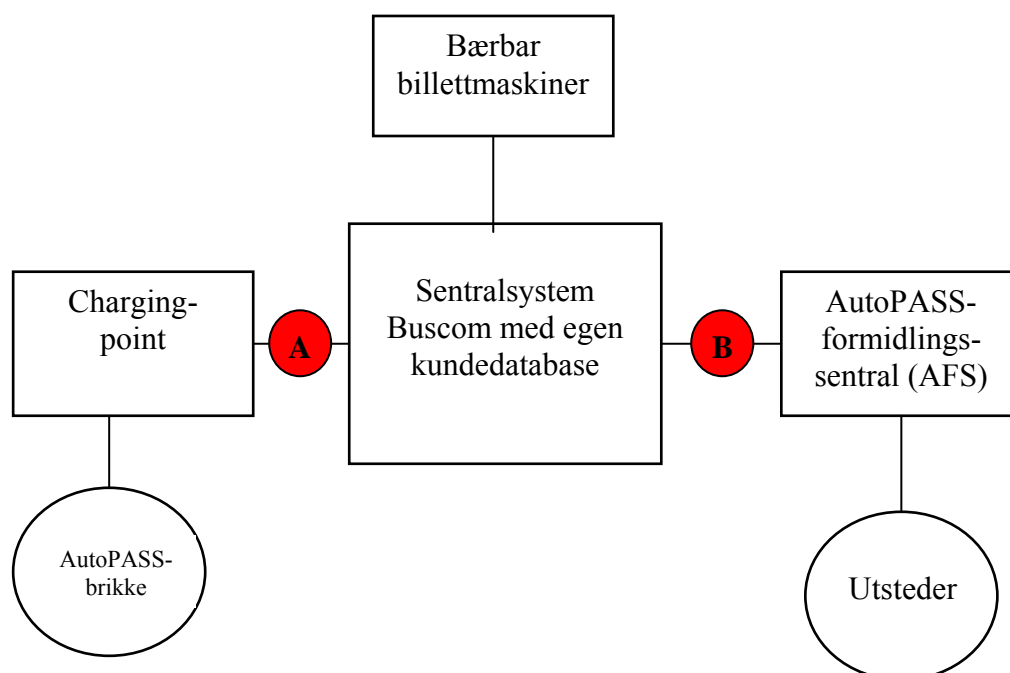 Bærbar
billettmaskiner
Charging-
point
A
Sentralsystem
Buscom med egen
kundedatabase
B
AutoPASS-
formidlings-
sentral (AFS)
AutoPASS-
brikke
Utsteder